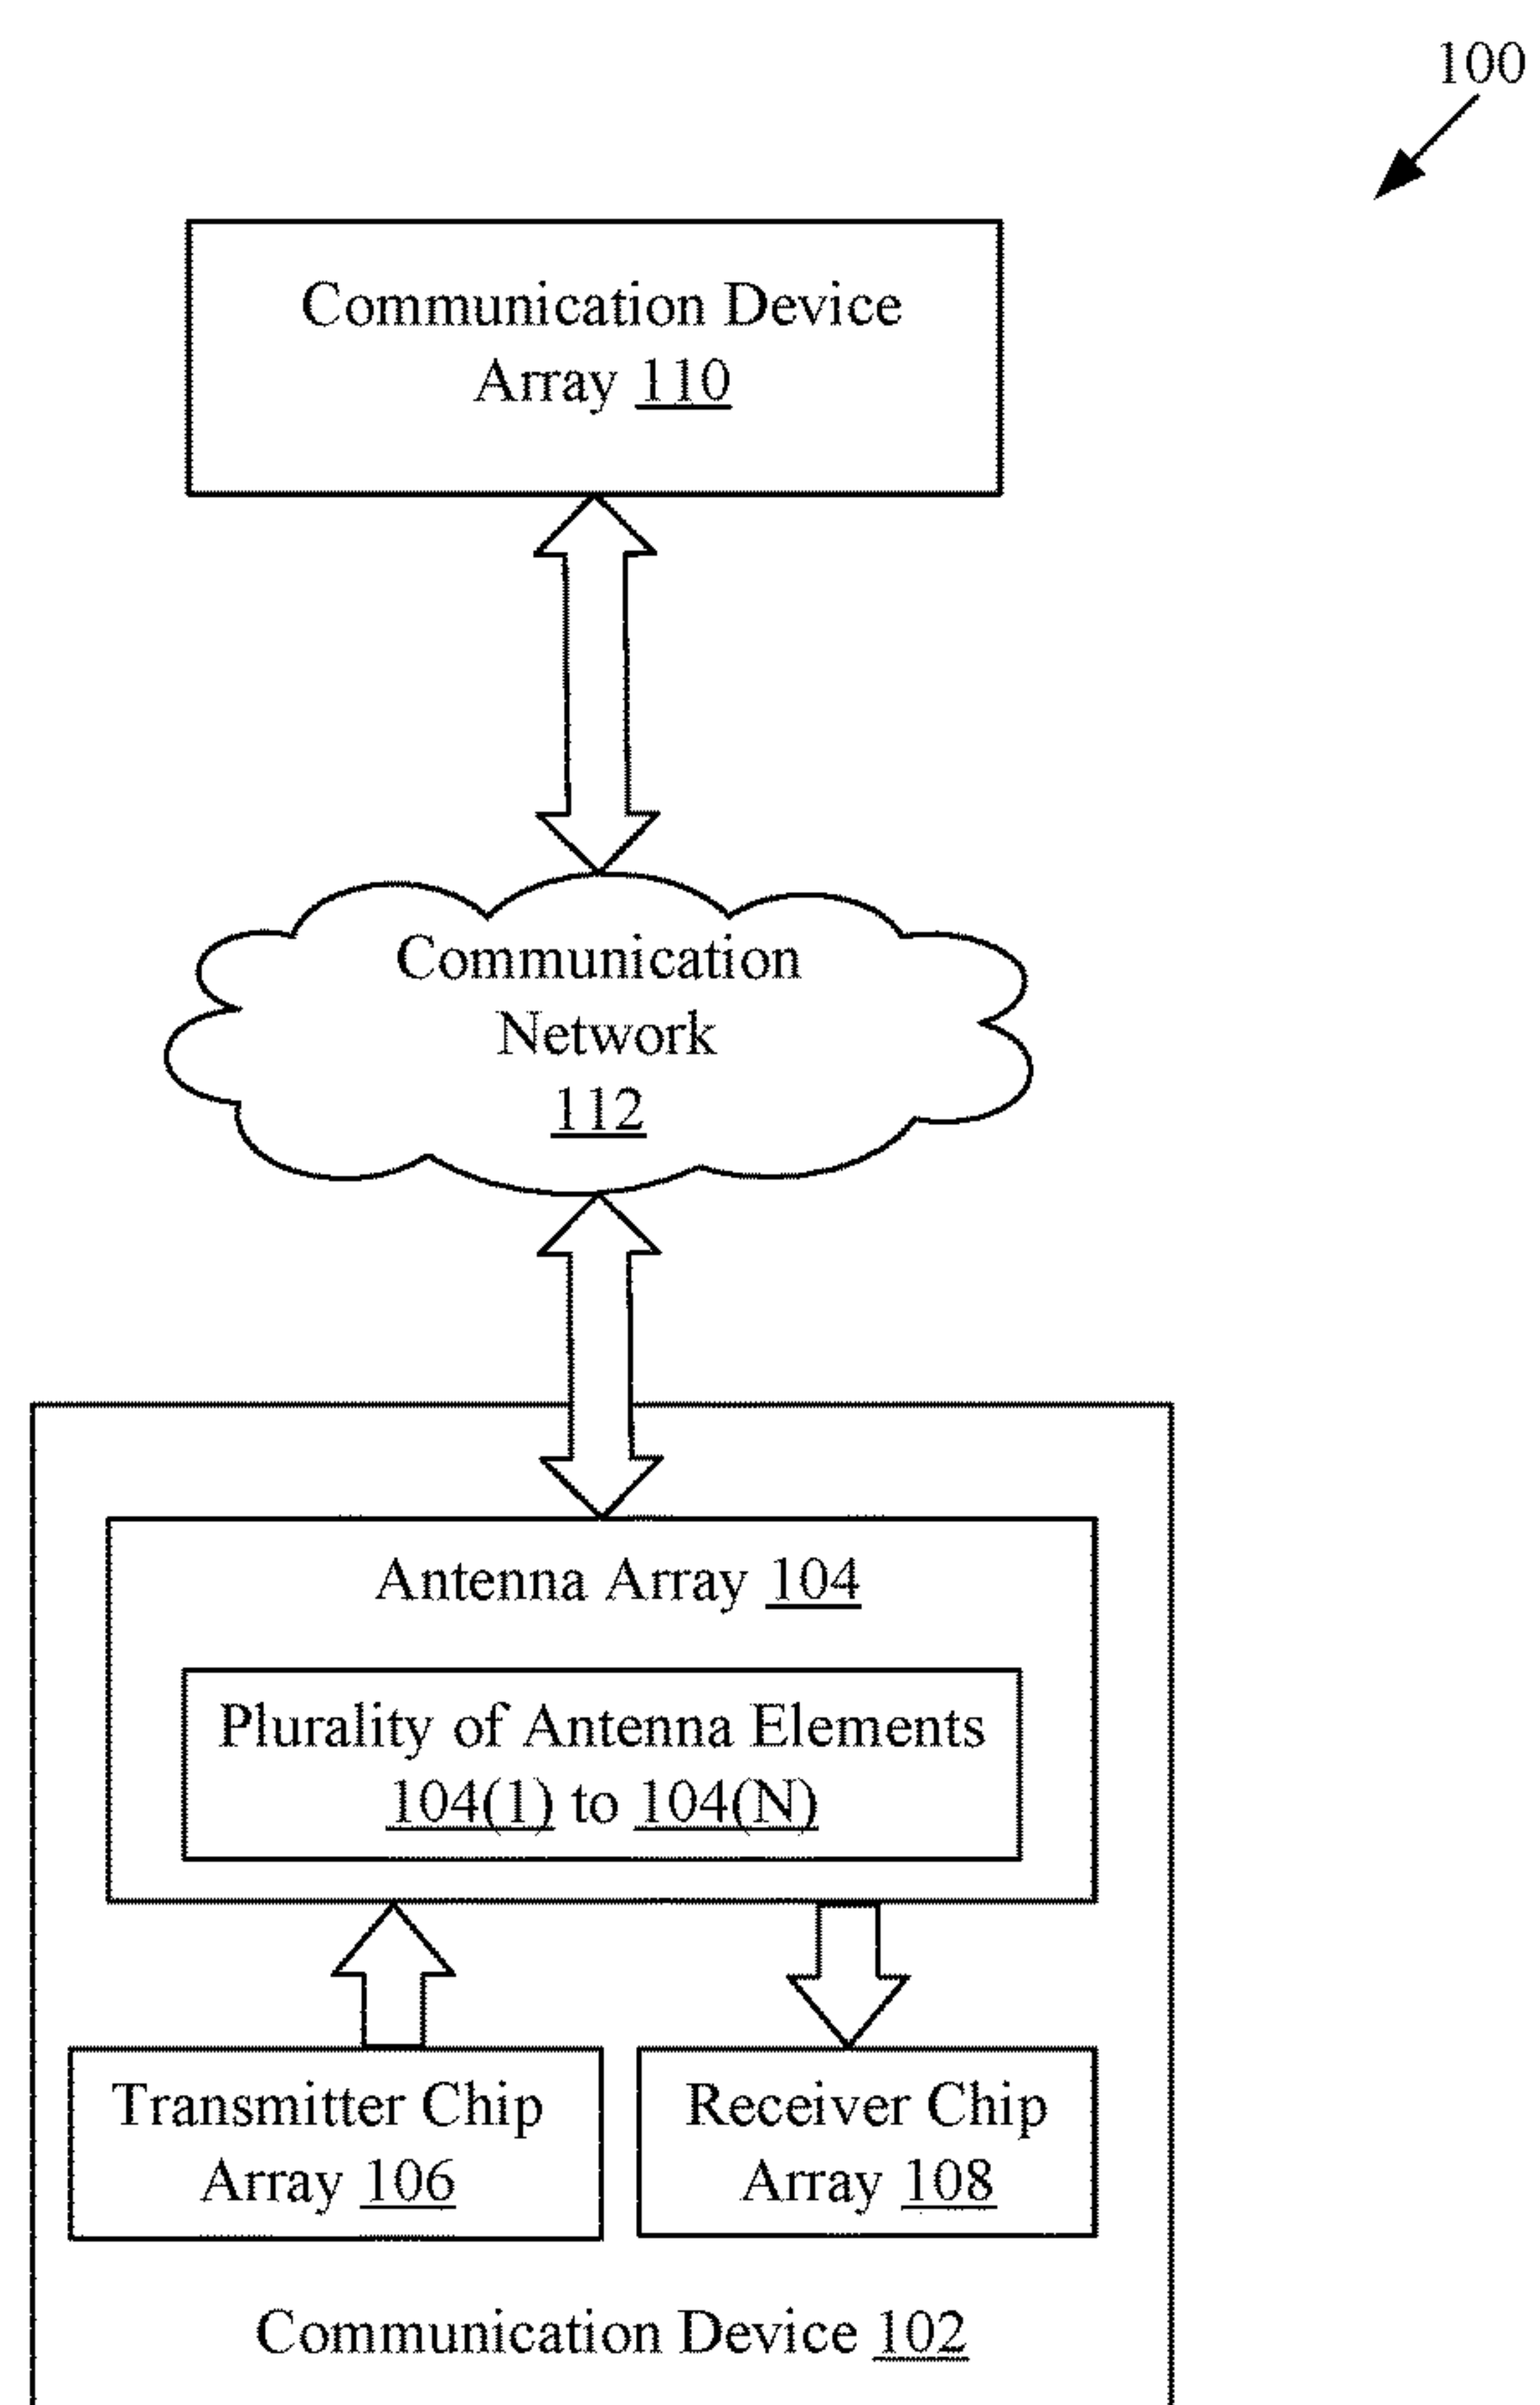 100
Communication Device
Array 110
Communication
Network
112
Antenna Array 104
Plurality of Antenna Elements
104(1) to 104(N)
Transmitter Chip
Array 106
Receiver Chip
Array 108
Communication Device 102